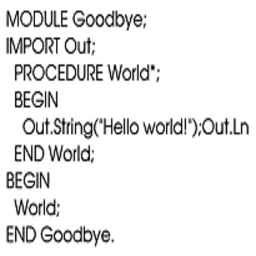 MODULE Goodbye;
IMPORT Out;
PROCEDURE World*;
BEGIN
Out.String("Hello world!");Out.Ln
END World;
BEGIN
World;
END Goodbye.